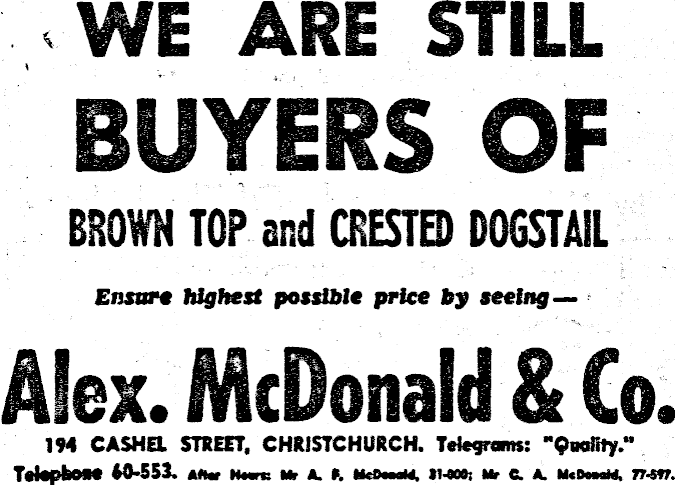 WE ARE STILL
BUYERS OF
BROWN TOP and CRESTED DOGSTAIL
Ensure highest possible price by seeing—
Alex. McDonald & Co.
194 CASHEL STREET, CHRISTCHURCH. Telegrams: "Quality."
Telephone 60-553. After Hours: Mr A. F. McDonald, 31-000; Mr C. A. McDonald, 77-597.